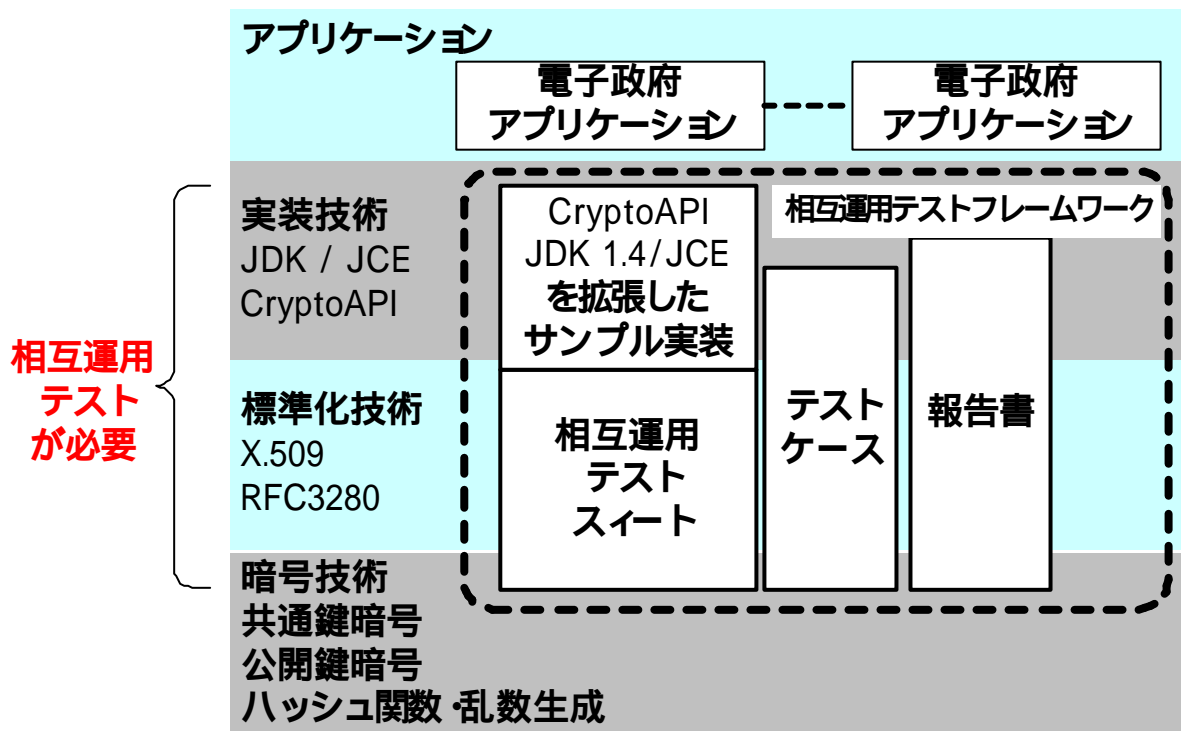 アプリケーション
電子政府
アプリケーション
電子政府
アプリケーション
実装技術
JDK / JCE
CryptoAPI
CryptoAPI
JDK 1.4/JCE
を拡張した
サンプル実装
相互運用テストフレームワーク
相互運用
テスト
が必要
標準化技術
X.509
RFC3280
相互運用
テスト
スィート
テスト
ケース
報告書
暗号技術
共通鍵暗号
公開鍵暗号
ハッシュ関数・乱数生成